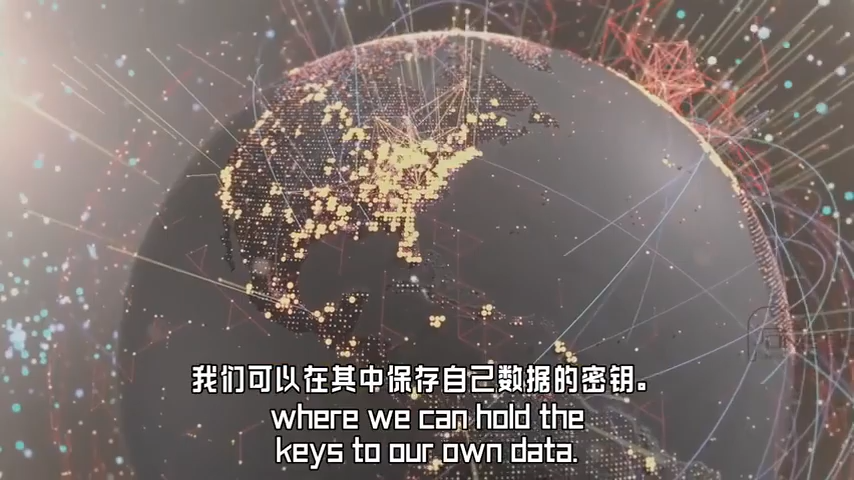 我们可以在其中保存自己数据的密钥。
where we can hold the
keys to our own data.